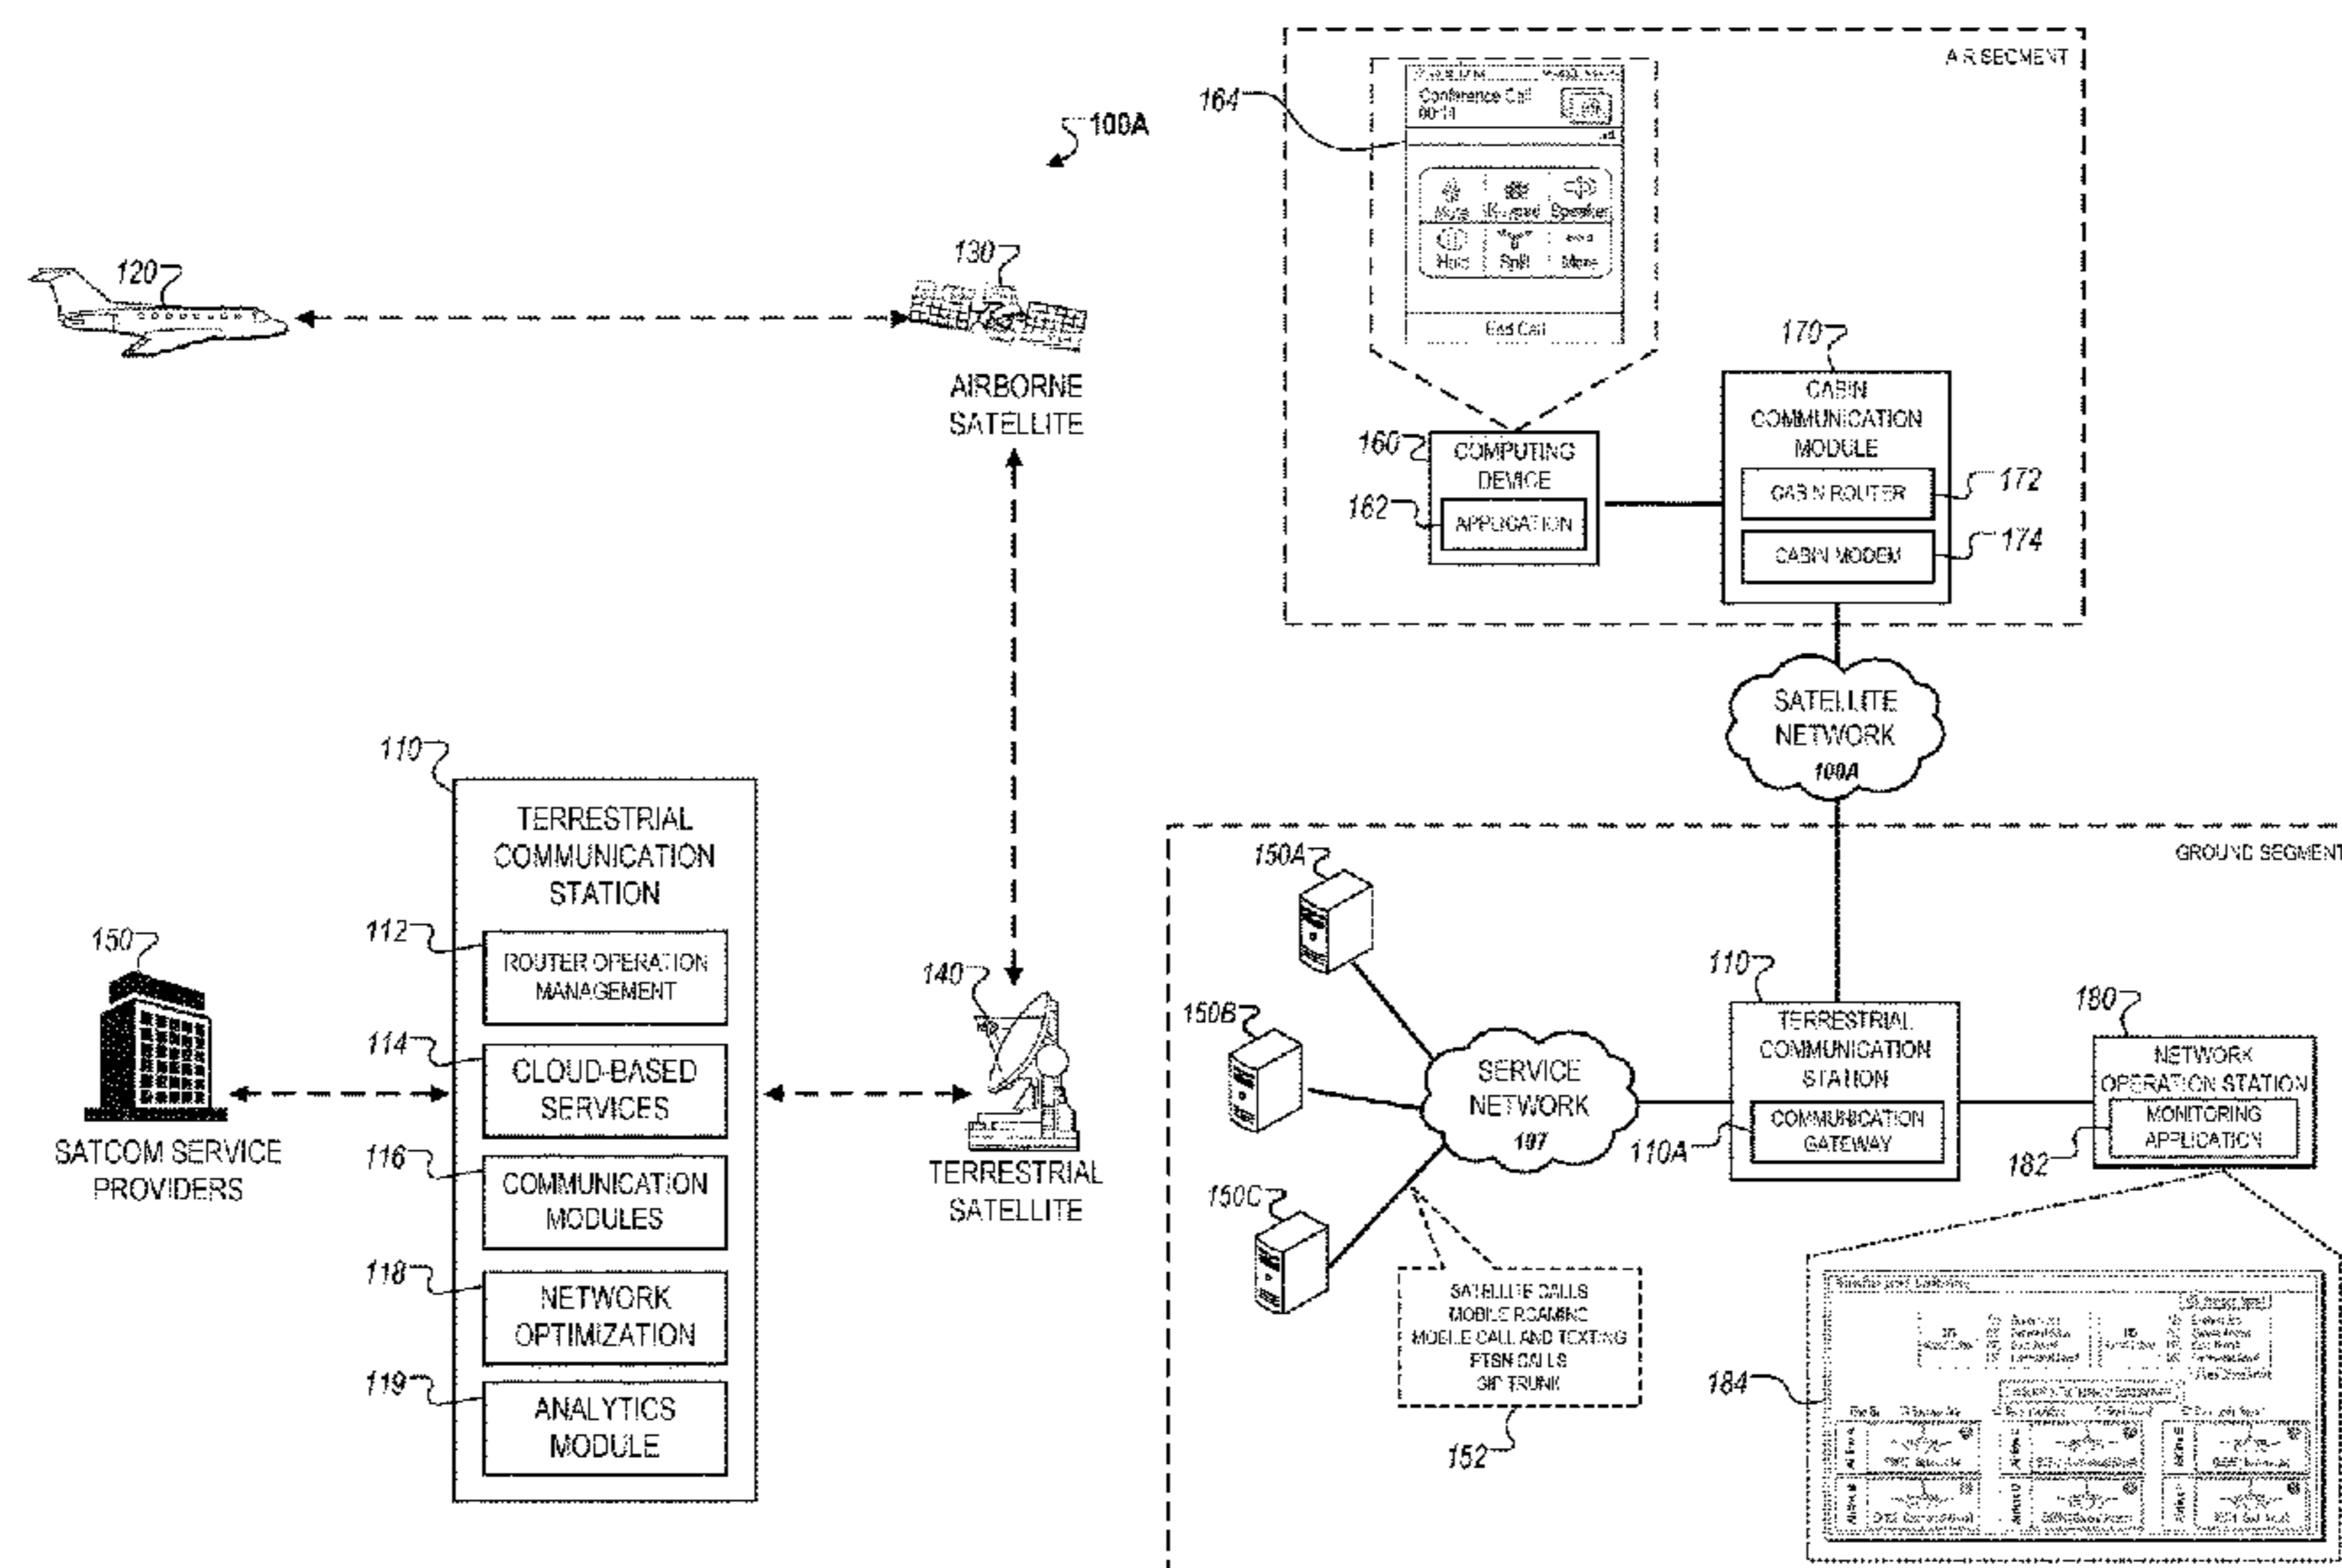 100A
120
130
AIRBORNE
SATELLITE
110
TERRESTRIAL
COMMUNICATION
STATION
112
ROUTER OPERATION
MANAGEMENT
114
CLOUD-BASED
SERVICES
116
COMMUNICATION
MODULES
118
NETWORK
OPTIMIZATION
119
ANALYTICS
MODULE
150
SATCOM SERVICE
PROVIDERS
140
TERRESTRIAL
SATELLITE
AIR SEGMENT
164
Conference Call
00:14
Mute Keypad Speaker
Hold Split More
End Call
160
COMPUTING
DEVICE
162
APPLICATION
170
CABIN
COMMUNICATION
MODULE
CABIN ROUTER
172
CABIN MODEM
174
SATELLITE
NETWORK
100A
GROUND SEGMENT
150A
150B
150C
SERVICE
NETWORK
107
110
TERRESTRIAL
COMMUNICATION
STATION
110A
COMMUNICATION
GATEWAY
180
NETWORK
OPERATION STATION
182
MONITORING
APPLICATION
SATELLITE CALLS
MOBILE ROAMING
MOBILE CALL AND TEXTING
PTSN CALLS
SIP TRUNK
152
184